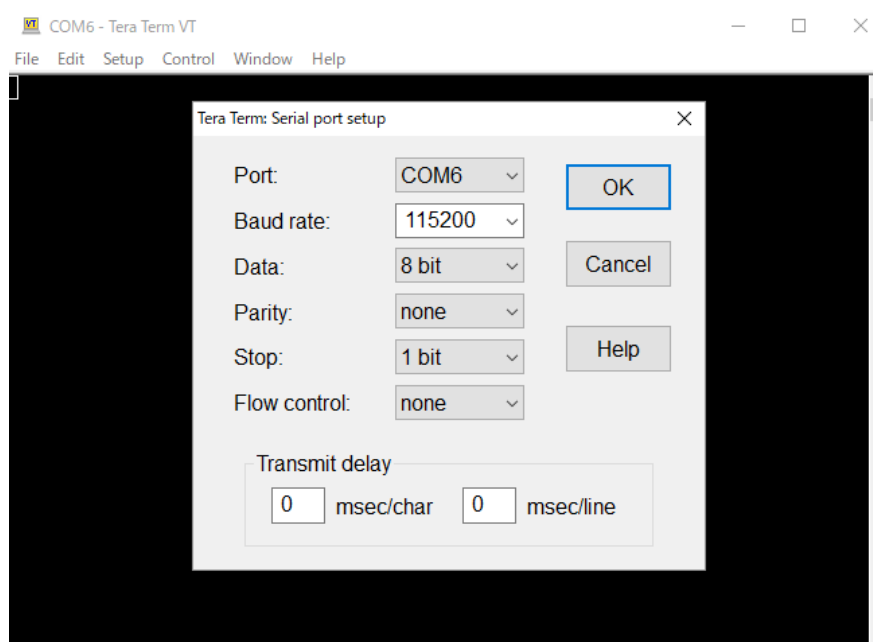 VT COM6 - Tera Term VT
File Edit Setup Control Window Help
Tera Term: Serial port setup
Port: COM6 OK
Baud rate: 115200
Data: 8 bit Cancel
Parity: none
Stop: 1 bit Help
Flow control: none
Transmit delay
0 msec/char 0 msec/line